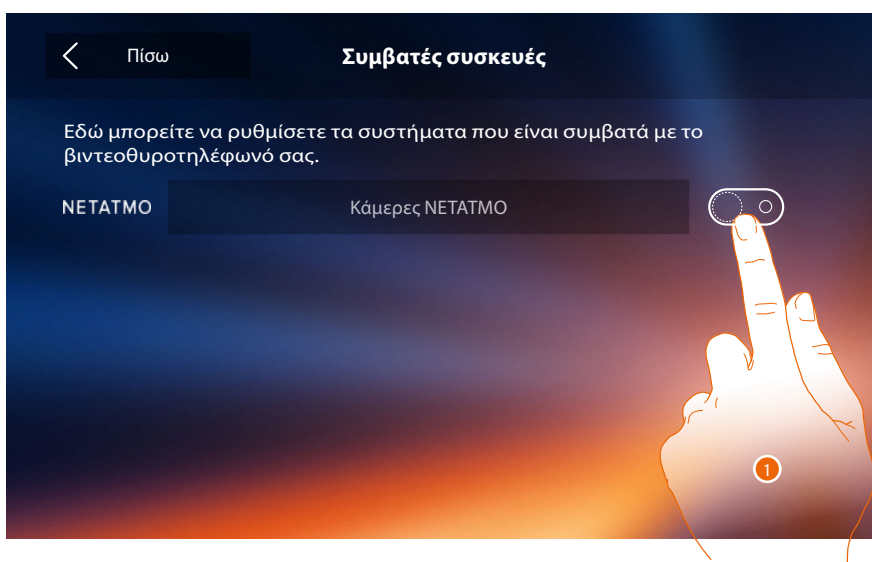 Πίσω
Συμβατές συσκευές
Εδώ μπορείτε να ρυθμίσετε τα συστήματα που είναι συμβατά με το
βιντεοθυροτηλέφωνό σας.
NETATMO
Κάμερες NETATMO
1